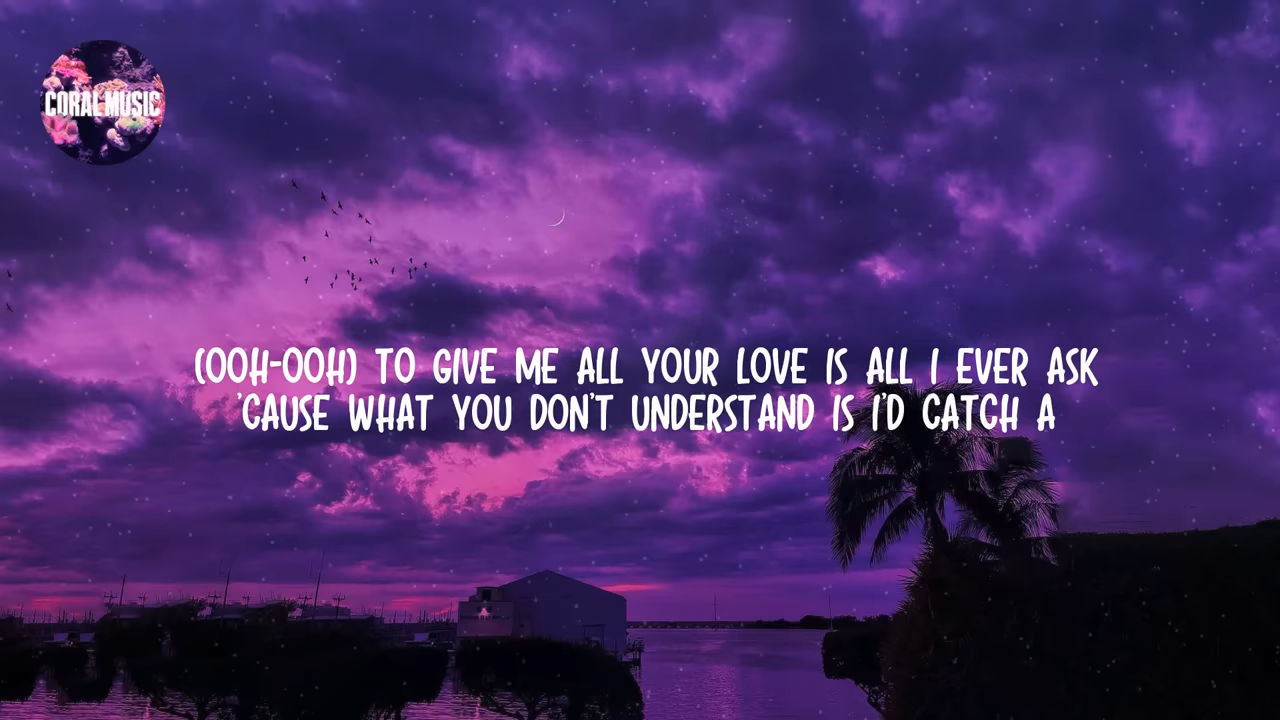 CORAL MUSIC
(OOH-OOH) TO GIVE ME ALL YOUR LOVE IS ALL I EVER ASK
'CAUSE WHAT YOU DON'T UNDERSTAND IS I'D CATCH A